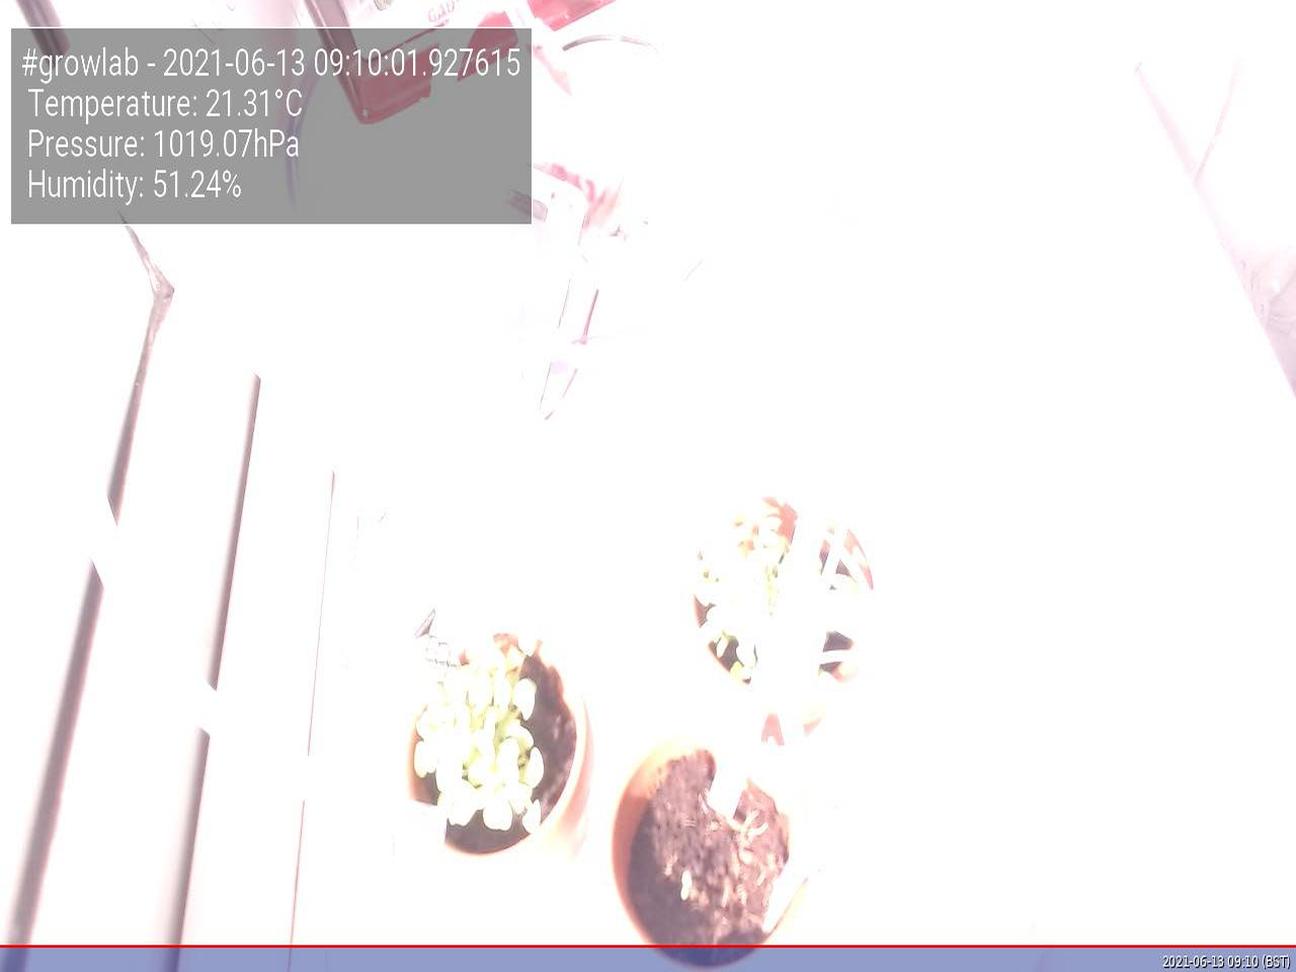 #growlab - 2021-06-13 09:10:01.927615
Temperature: 21.31°C
Pressure: 1019.07hPa
Humidity: 51.24%
2021-06-13 09:10 (BST)